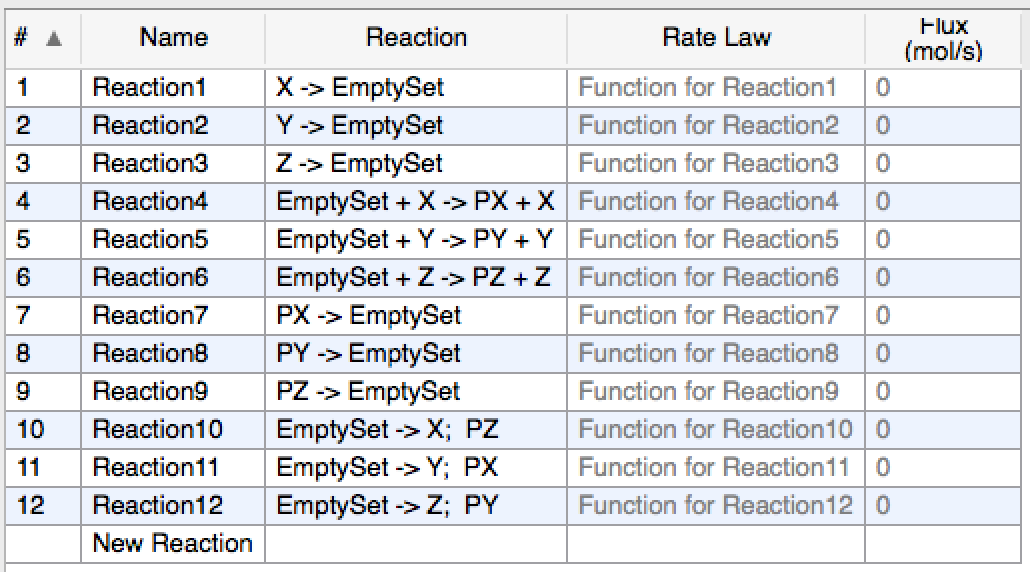 # ▲ Name Reaction Rate Law Flux
(mol/s)
1 Reaction1 X -> EmptySet Function for Reaction1 0
2 Reaction2 Y -> EmptySet Function for Reaction2 0
3 Reaction3 Z -> EmptySet Function for Reaction3 0
4 Reaction4 EmptySet + X -> PX + X Function for Reaction4 0
5 Reaction5 EmptySet + Y -> PY + Y Function for Reaction5 0
6 Reaction6 EmptySet + Z -> PZ + Z Function for Reaction6 0
7 Reaction7 PX -> EmptySet Function for Reaction7 0
8 Reaction8 PY -> EmptySet Function for Reaction8 0
9 Reaction9 PZ -> EmptySet Function for Reaction9 0
10 Reaction10 EmptySet -> X; PZ Function for Reaction10 0
11 Reaction11 EmptySet -> Y; PX Function for Reaction11 0
12 Reaction12 EmptySet -> Z; PY Function for Reaction12 0
New Reaction